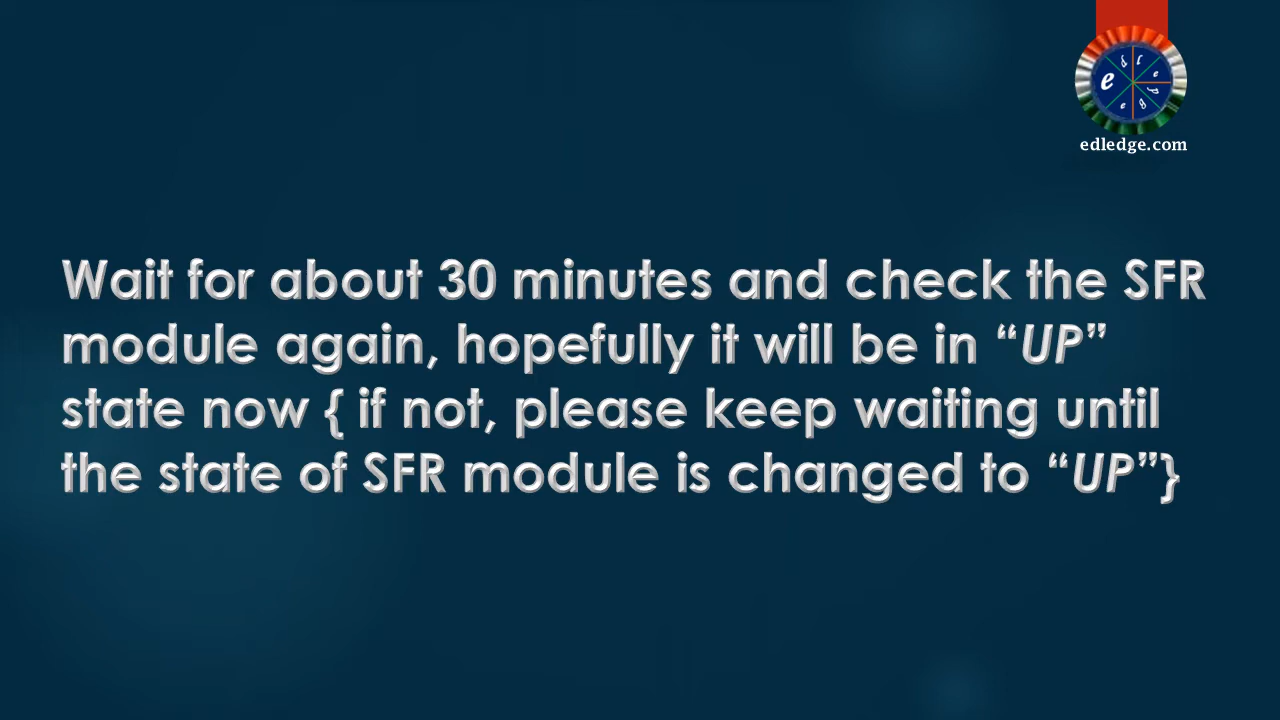 edledge.com
Wait for about 30 minutes and check the SFR
module again, hopefully it will be in “UP”
state now { if not, please keep waiting until
the state of SFR module is changed to “UP”}